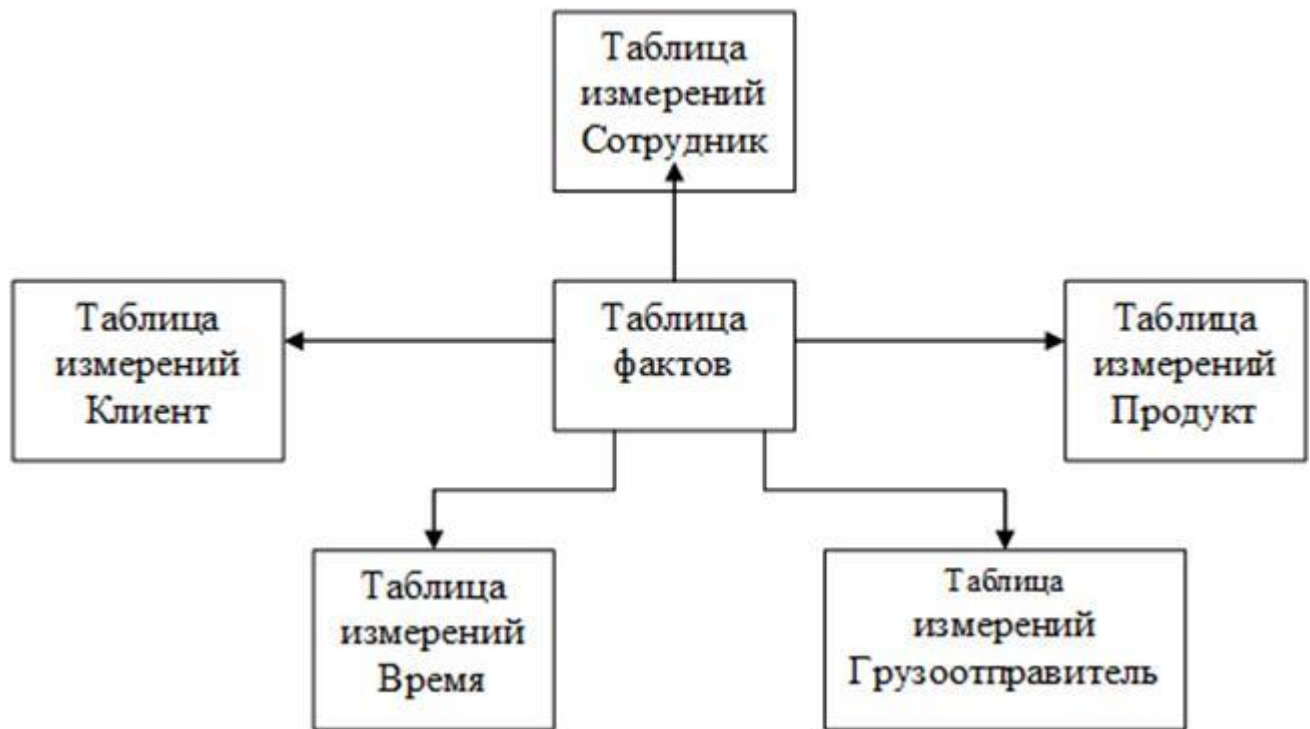 Таблица
измерений
Сотрудник
Таблица
измерений
Клиент
Таблица
фактов
Таблица
измерений
Продукт
Таблица
измерений
Время
Таблица
измерений
Грузоотправитель